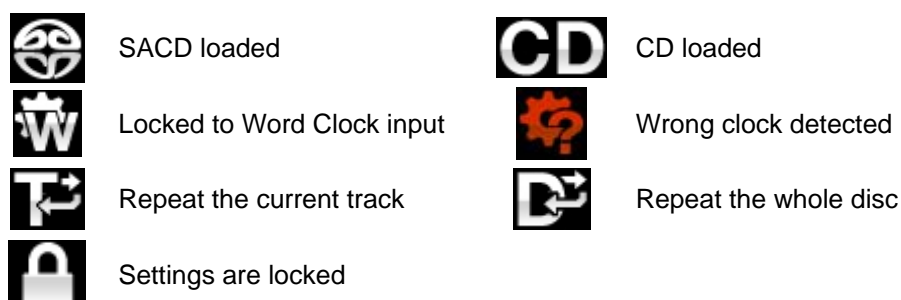 SACD loaded
CD CD loaded
W Locked to Word Clock input
? Wrong clock detected
T Repeat the current track
D Repeat the whole disc
Settings are locked